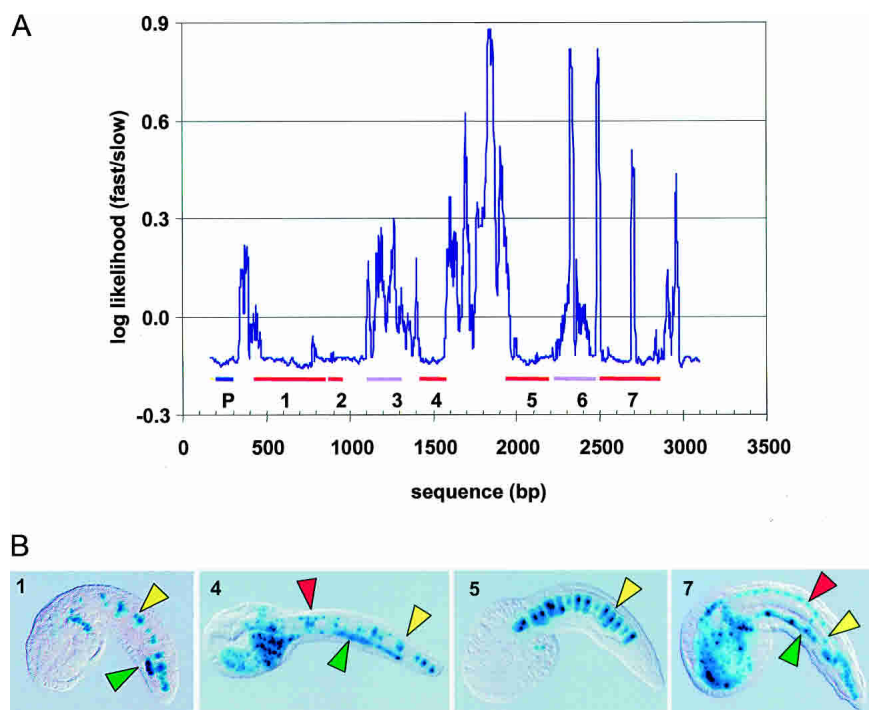 A
0.9
0.6
0.3
0.0
-0.3
log likelihood (fast/slow)
P 1 2 3 4 5 6 7
0 500 1000 1500 2000 2500 3000 3500
sequence (bp)
B
1 4 5 7